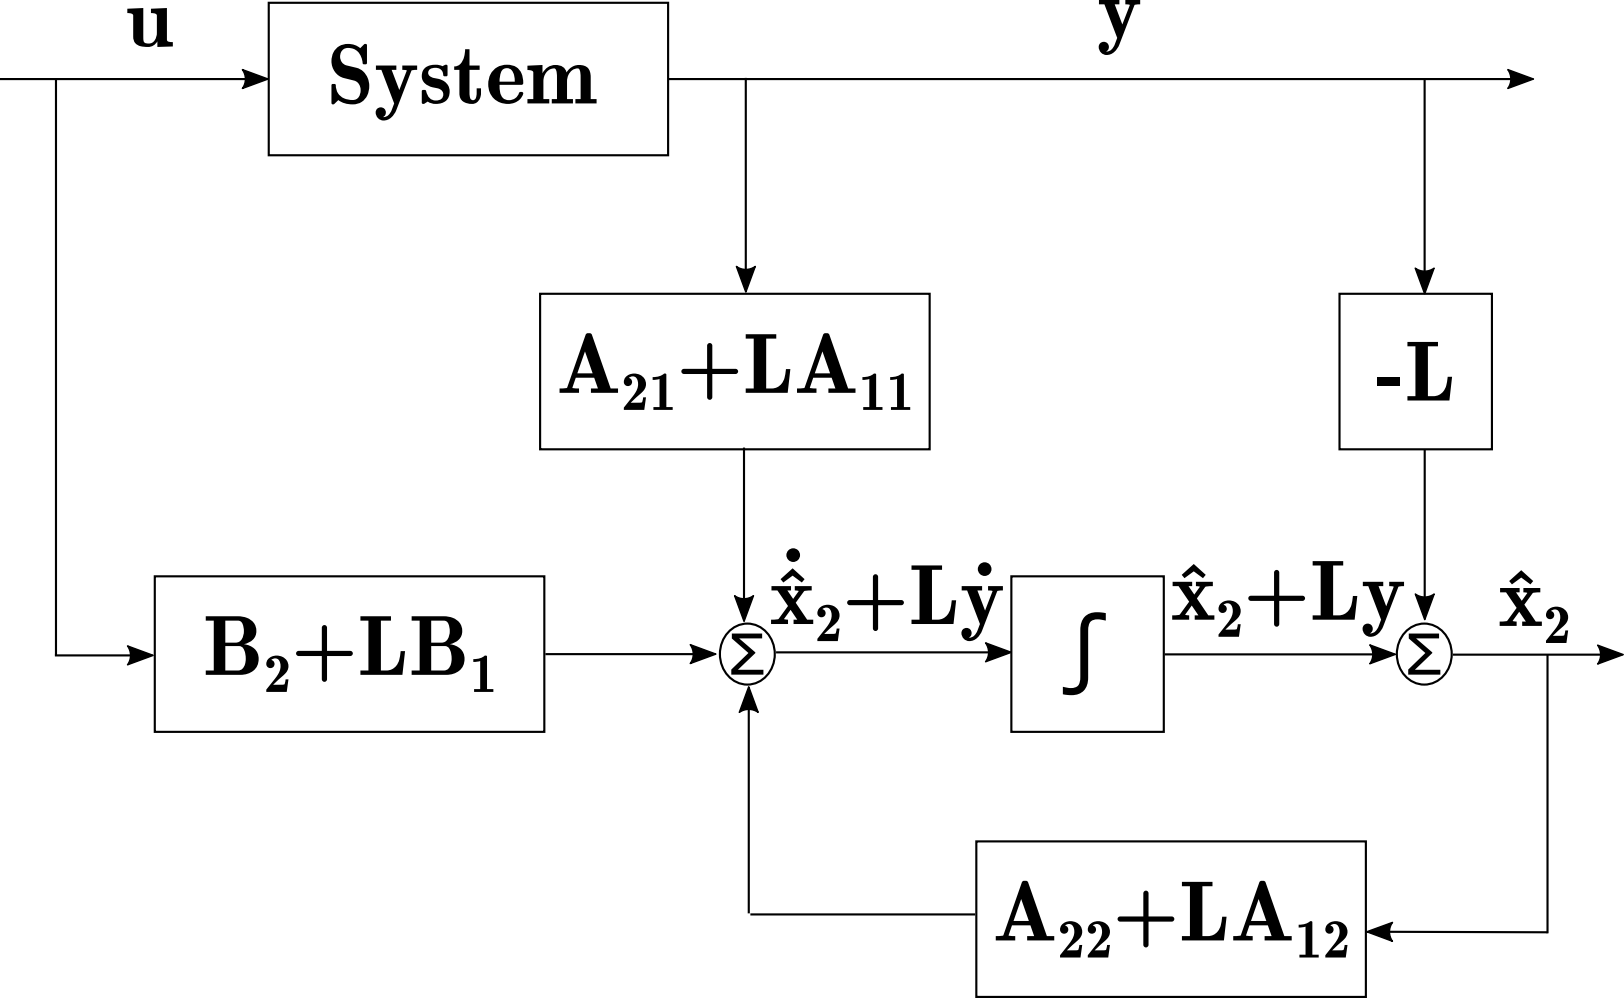 u
y
System
A₂₁+LA₁₁
-L
B₂+LB₁
Σ
x̂̇₂+Lẏ
∫
x̂₂+Ly
Σ
x̂₂
A₂₂+LA₁₂